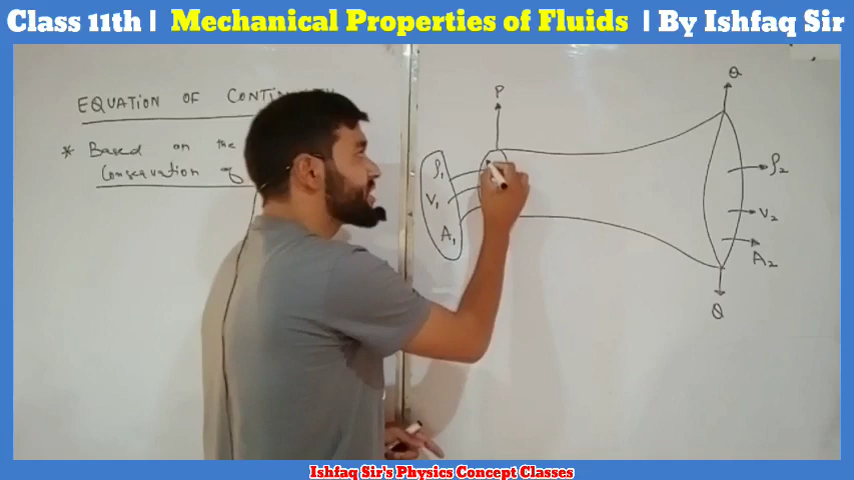 Class 11th | Mechanical Properties of Fluids | By Ishfaq Sir
EQUATION OF
* Based on the
Conservation of
P
ρ1
V1
A1
Q
ρ2
V2
A2
Q
Ishfaq Sir's Physics Concept Classes